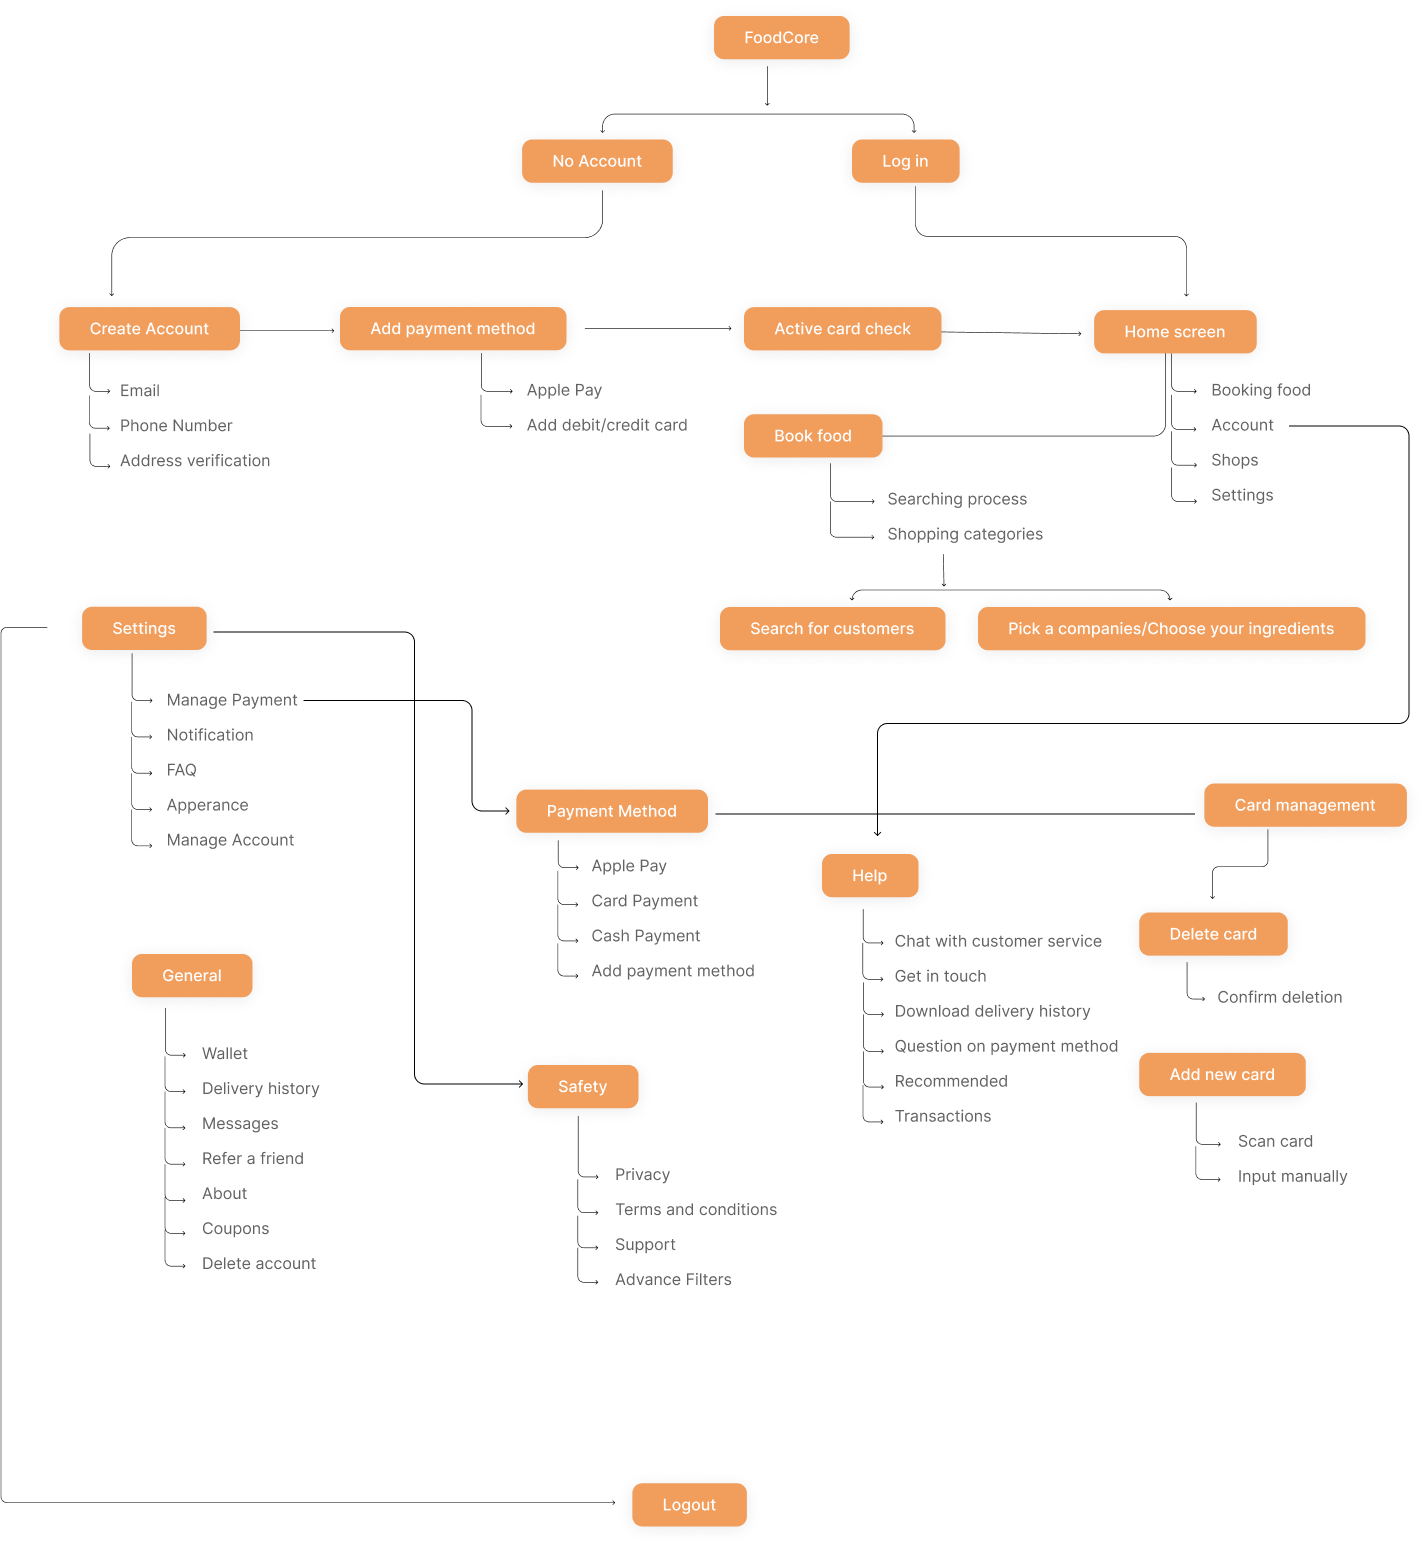 FoodCore
No Account
Log in
Create Account
Add payment method
Active card check
Home screen
Email
Phone Number
Address verification
Apple Pay
Add debit/credit card
Booking food
Account
Shops
Settings
Book food
Searching process
Shopping categories
Search for customers
Pick a companies/Choose your ingredients
Settings
Manage Payment
Notification
FAQ
Apperance
Manage Account
Payment Method
Apple Pay
Card Payment
Cash Payment
Add payment method
Card management
Help
Chat with customer service
Get in touch
Download delivery history
Question on payment method
Recommended
Transactions
Delete card
Confirm deletion
Add new card
Scan card
Input manually
General
Wallet
Delivery history
Messages
Refer a friend
About
Coupons
Delete account
Safety
Privacy
Terms and conditions
Support
Advance Filters
Logout